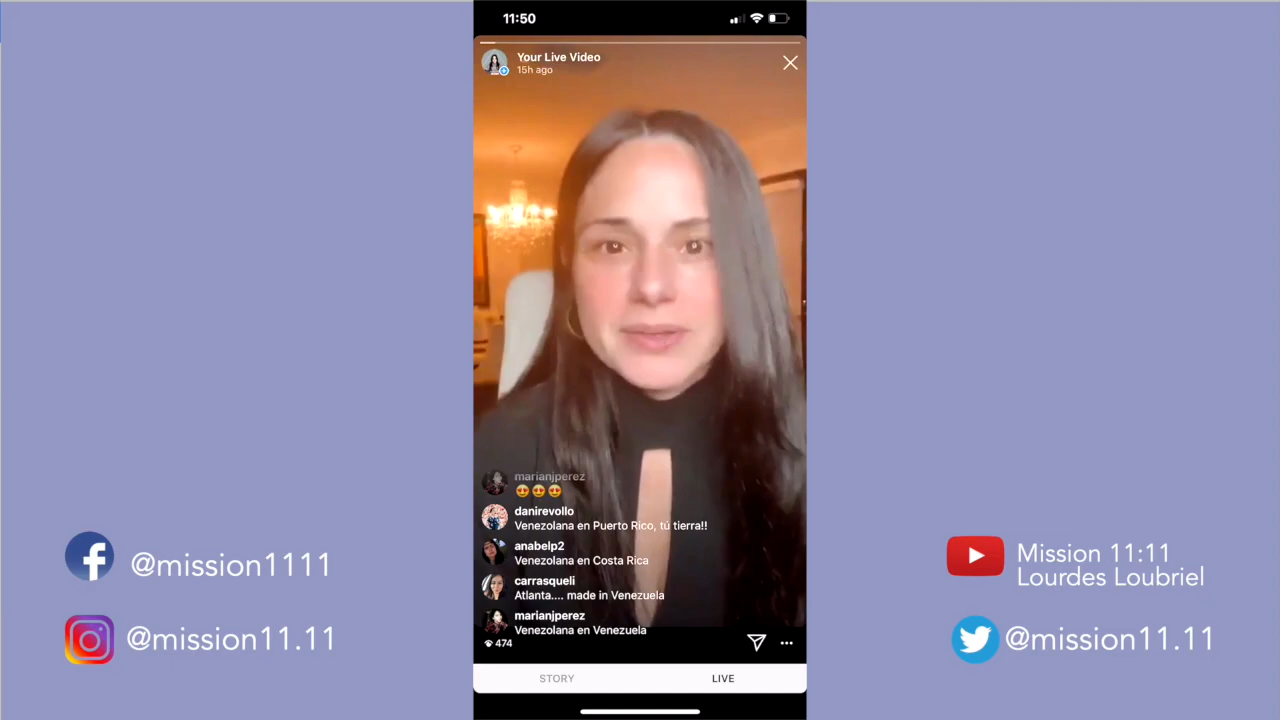 11:50
Your Live Video
15h ago
marianjperez
😍😍😍
danirevollo
Venezolana en Puerto Rico, tú tierra!!
anabelp2
Venezolana en Costa Rica
carrasqueli
Atlanta.... made in Venezuela
marianjperez
Venezolana en Venezuela
474
STORY
LIVE
@mission1111
@mission11.11
Mission 11:11
Lourdes Loubriel
@mission11.11